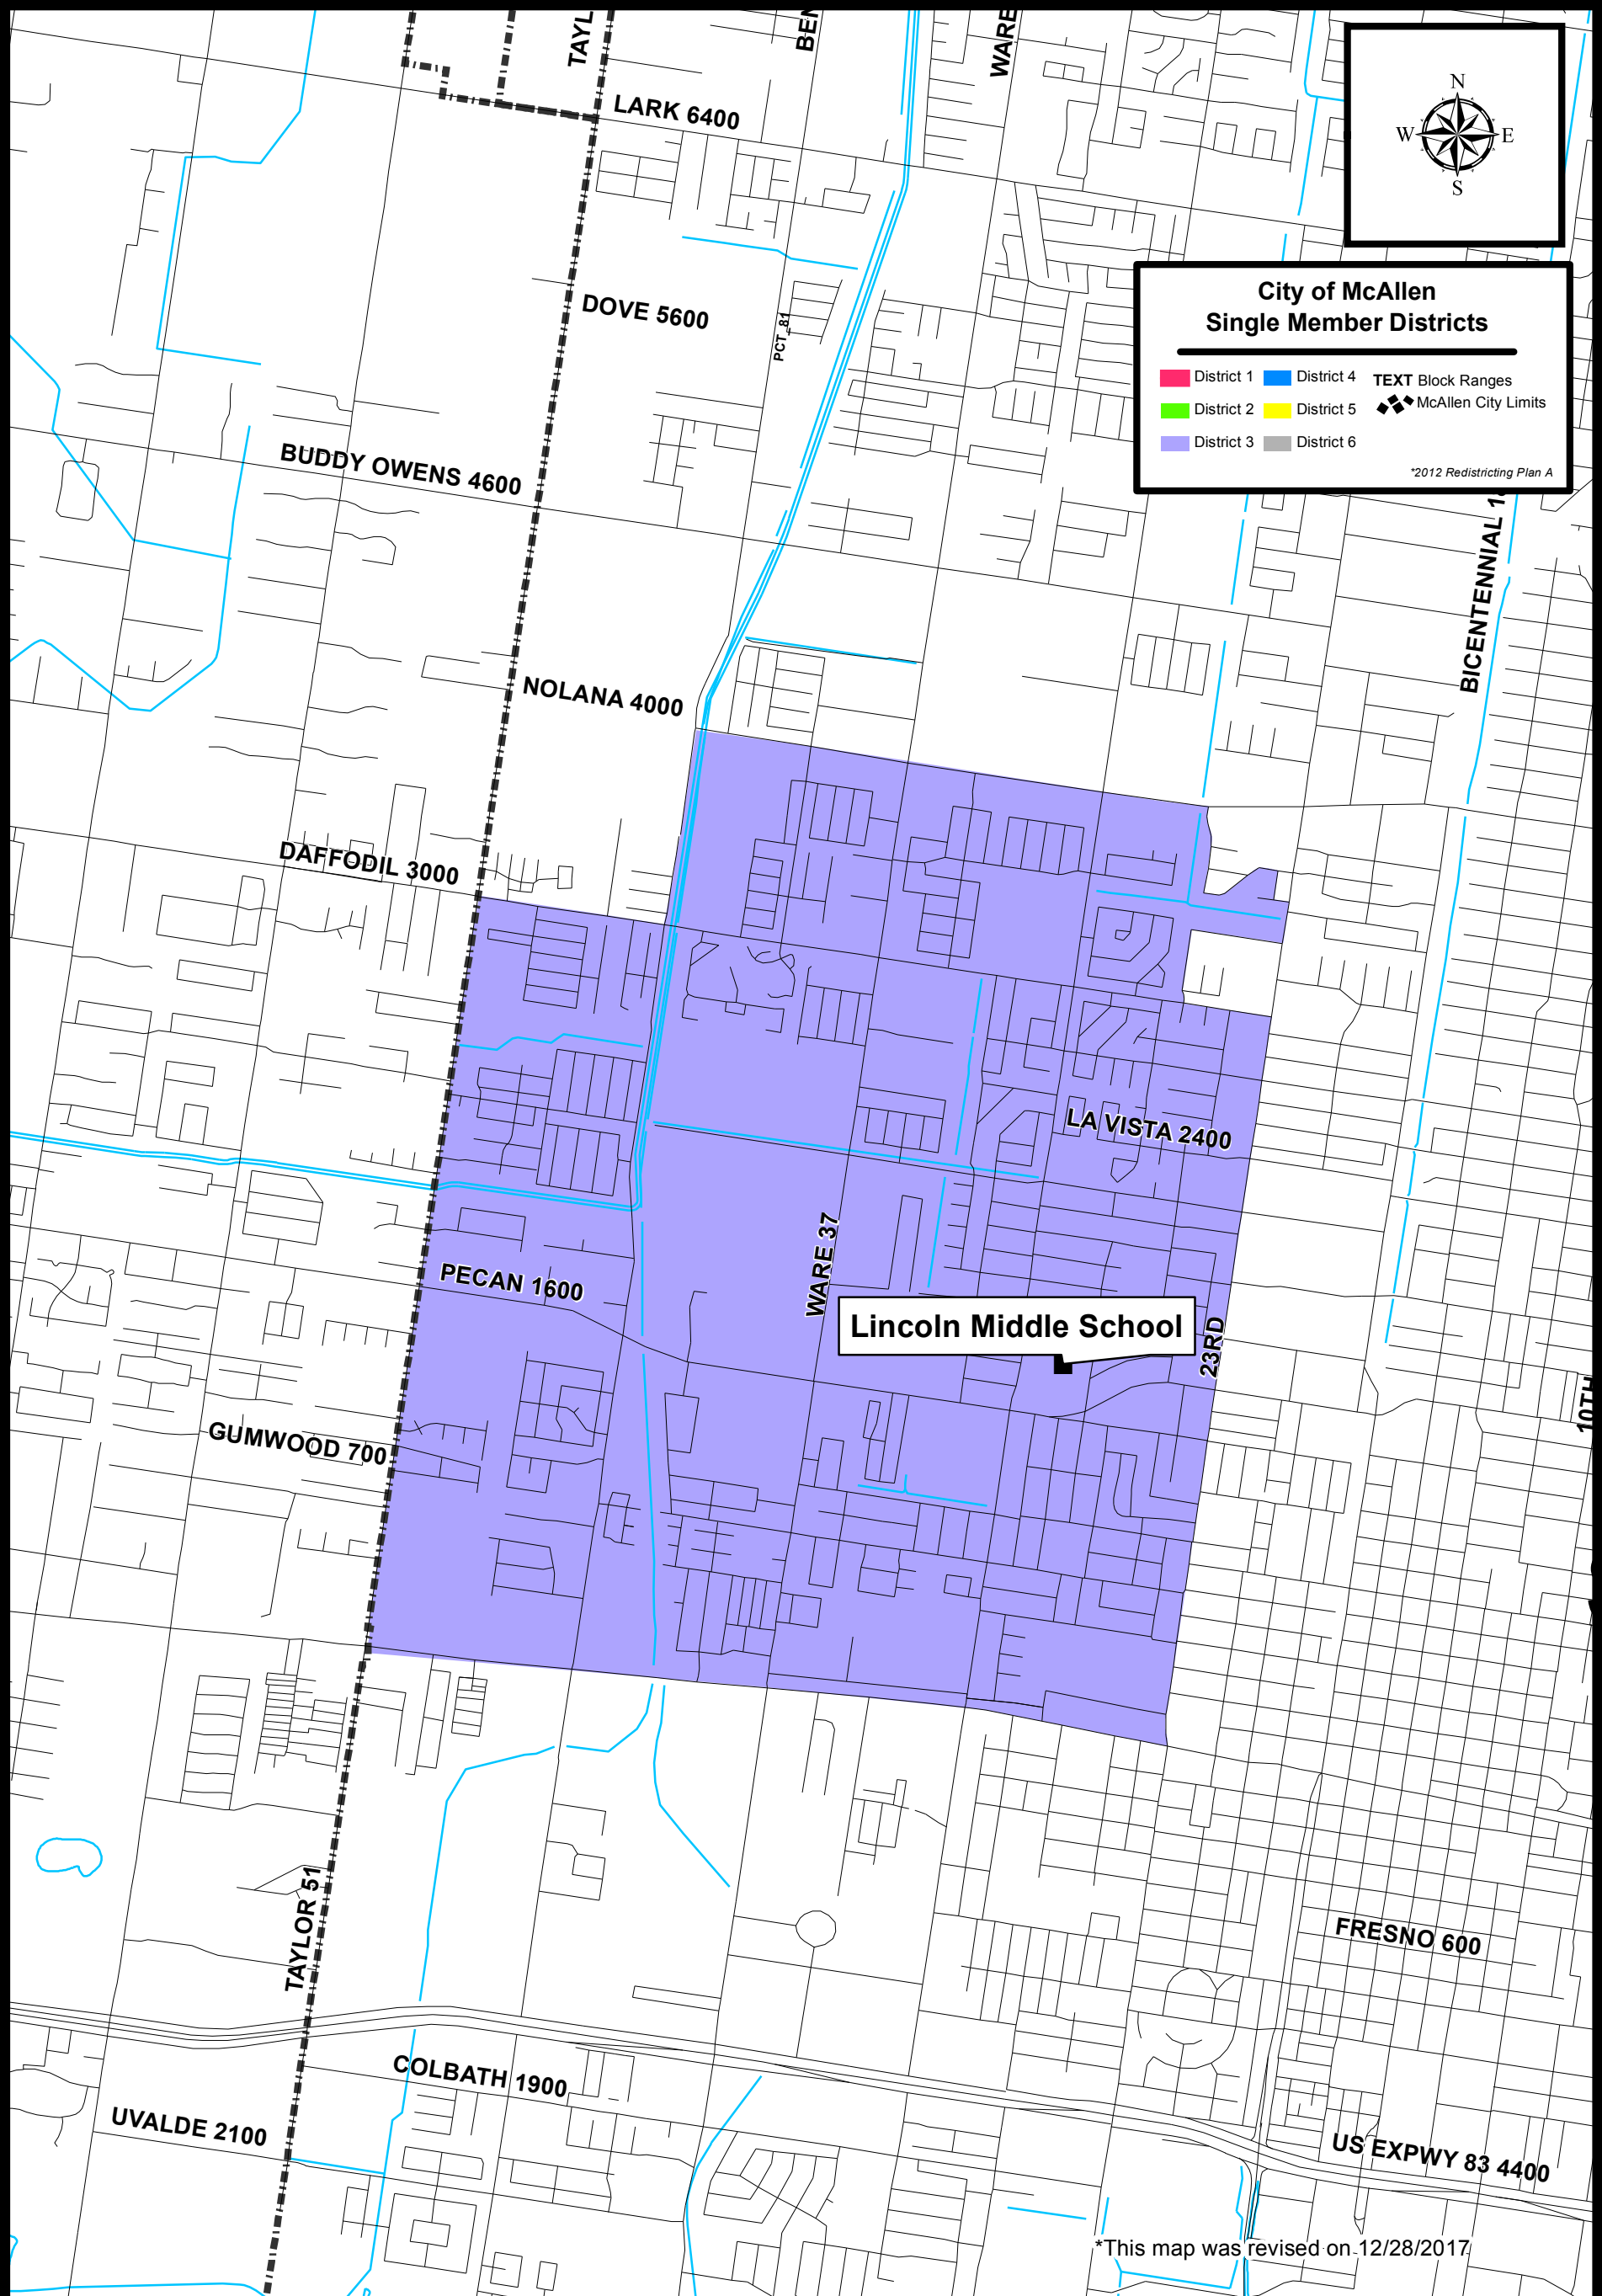 TAYL
BEN
WARE
LARK 6400
N
W
E
S
DOVE 5600
PCT_81
City of McAllen
Single Member Districts
District 1
District 4
TEXT Block Ranges
District 2
District 5
McAllen City Limits
District 3
District 6
*2012 Redistricting Plan A
BUDDY OWENS 4600
BICENTENNIAL
NOLANA 4000
DAFFODIL 3000
LA VISTA 2400
WARE 37
PECAN 1600
Lincoln Middle School
23RD
10TH
GUMWOOD 700
TAYLOR 51
FRESNO 600
COLBATH 1900
UVALDE 2100
US EXPWY 83 4400
*This map was revised on 12/28/2017